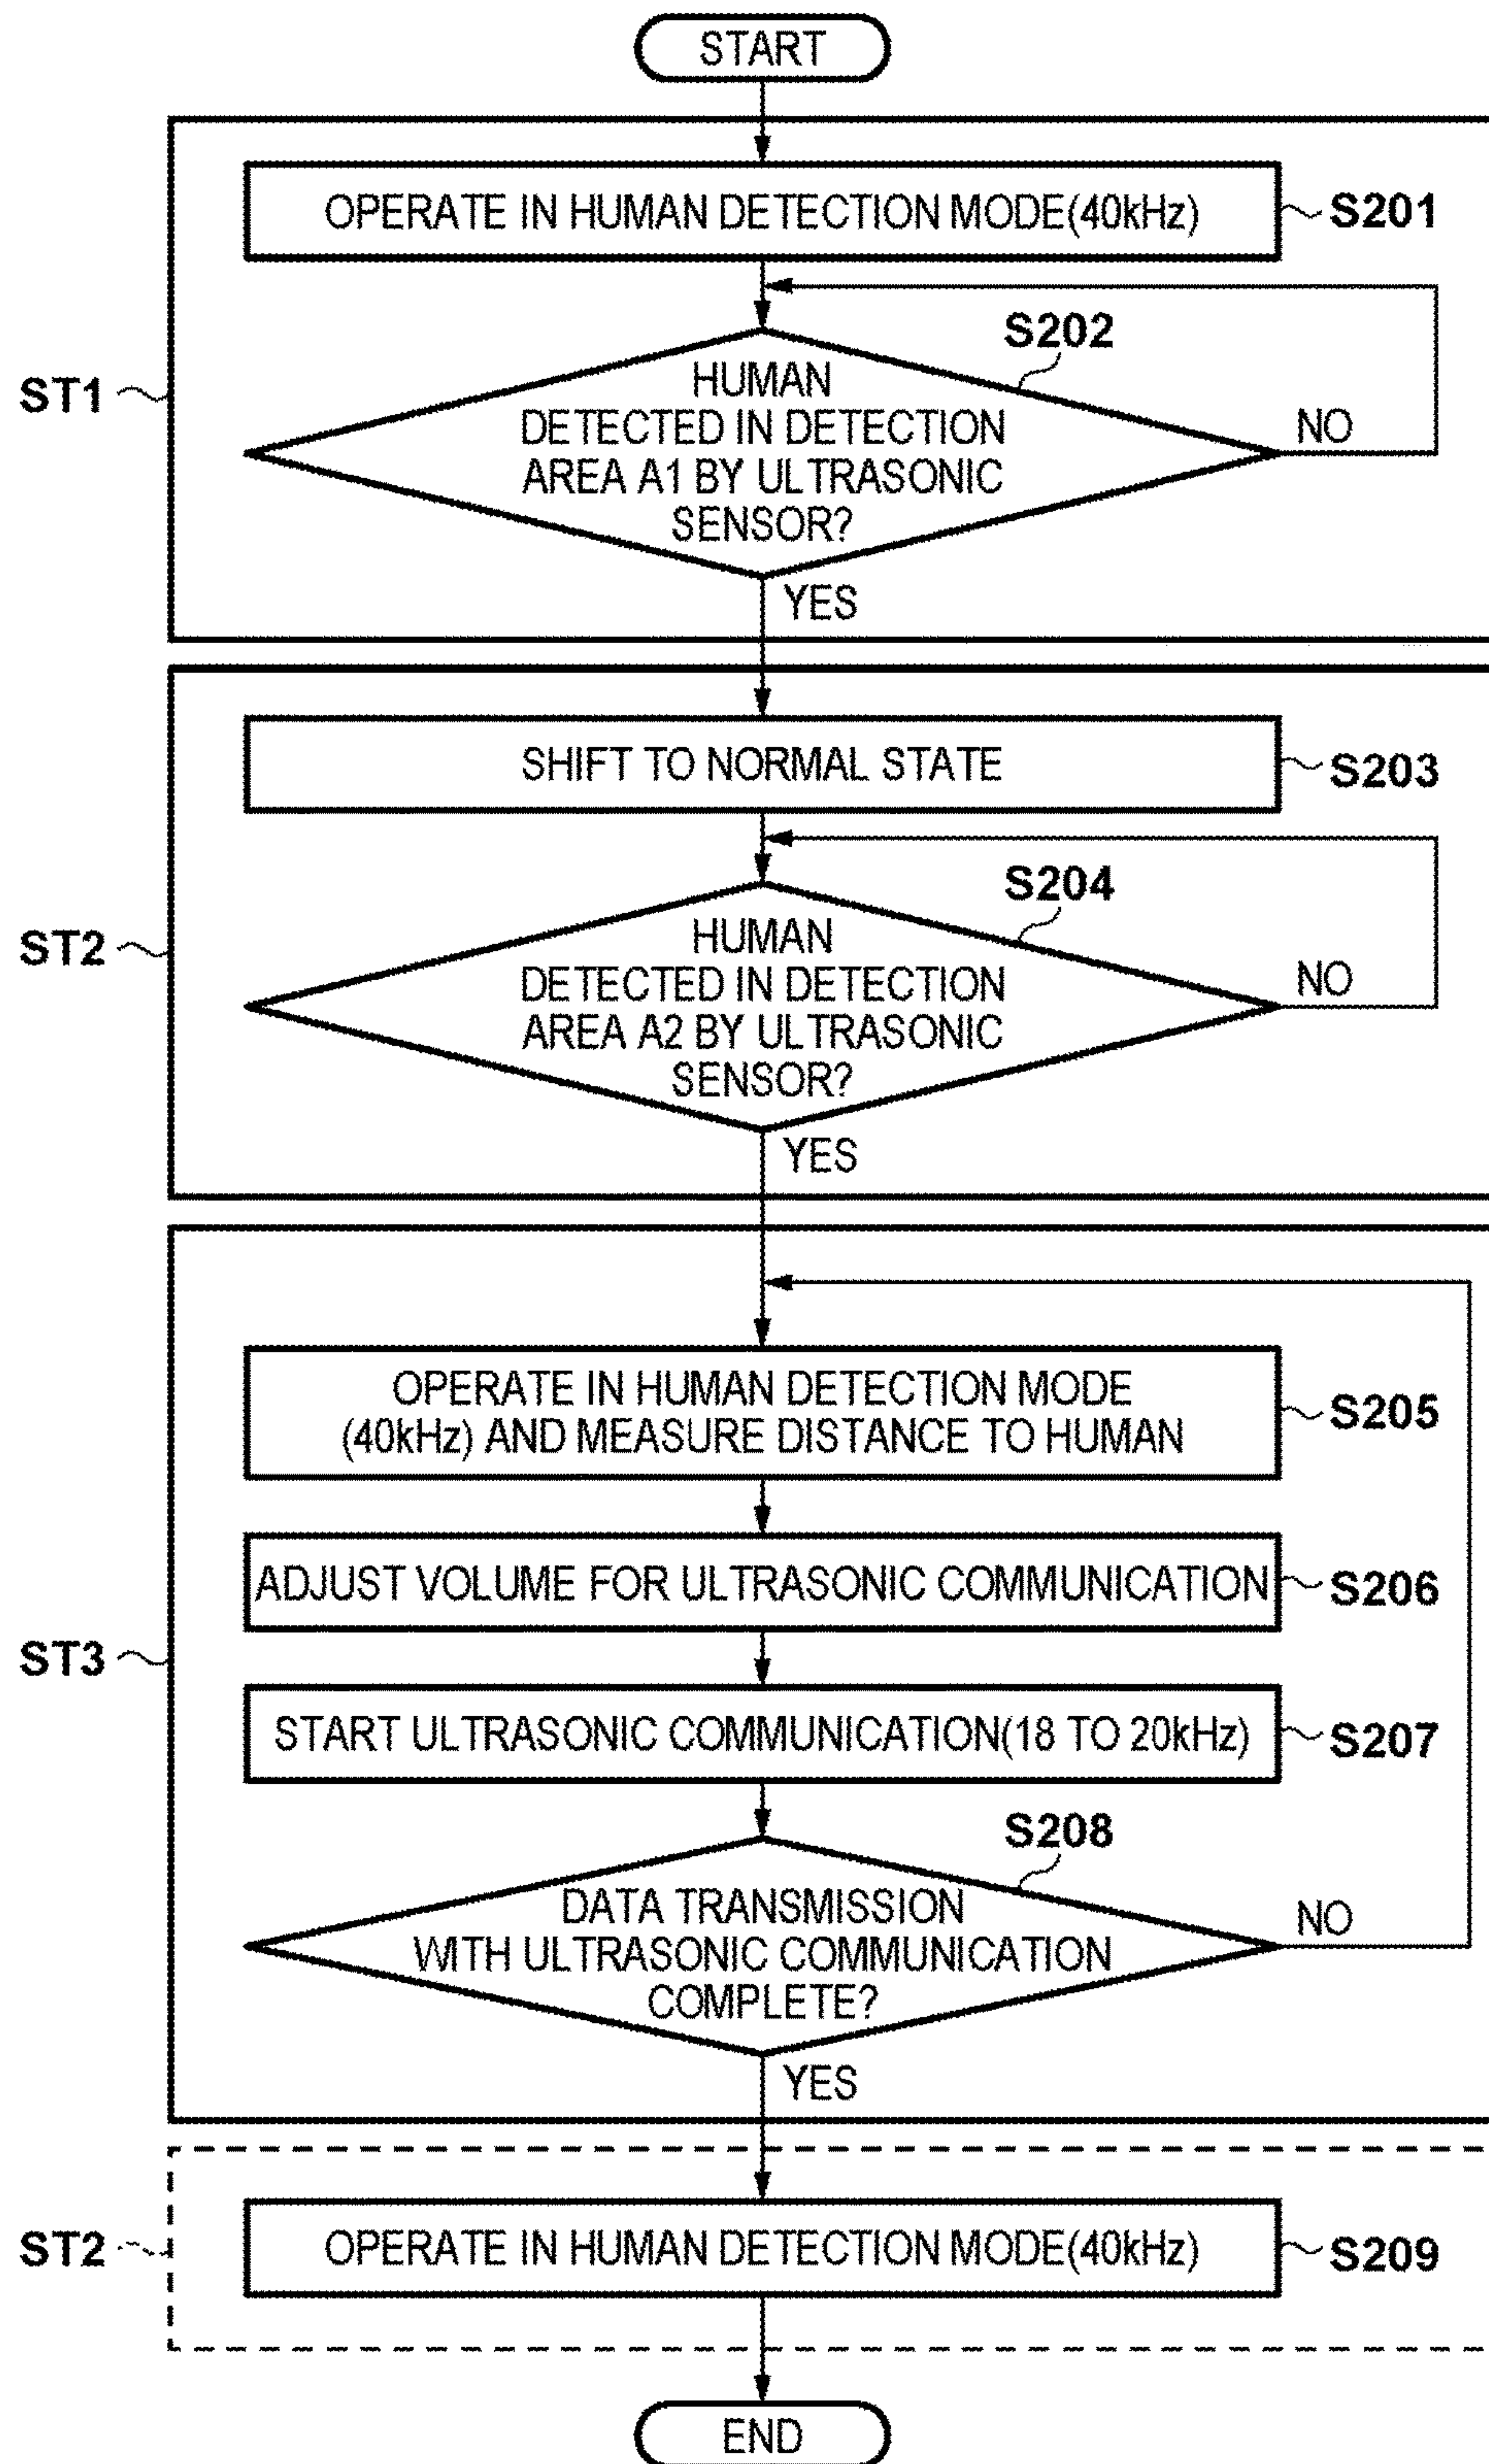 START
OPERATE IN HUMAN DETECTION MODE(40kHz)
S201
S202
ST1
HUMAN
DETECTED IN DETECTION
AREA A1 BY ULTRASONIC
SENSOR?
NO
YES
SHIFT TO NORMAL STATE
S203
S204
ST2
HUMAN
DETECTED IN DETECTION
AREA A2 BY ULTRASONIC
SENSOR?
NO
YES
OPERATE IN HUMAN DETECTION MODE
(40kHz) AND MEASURE DISTANCE TO HUMAN
S205
ADJUST VOLUME FOR ULTRASONIC COMMUNICATION
S206
ST3
START ULTRASONIC COMMUNICATION(18 TO 20kHz)
S207
S208
DATA TRANSMISSION
WITH ULTRASONIC COMMUNICATION
COMPLETE?
NO
YES
ST2
OPERATE IN HUMAN DETECTION MODE(40kHz)
S209
END